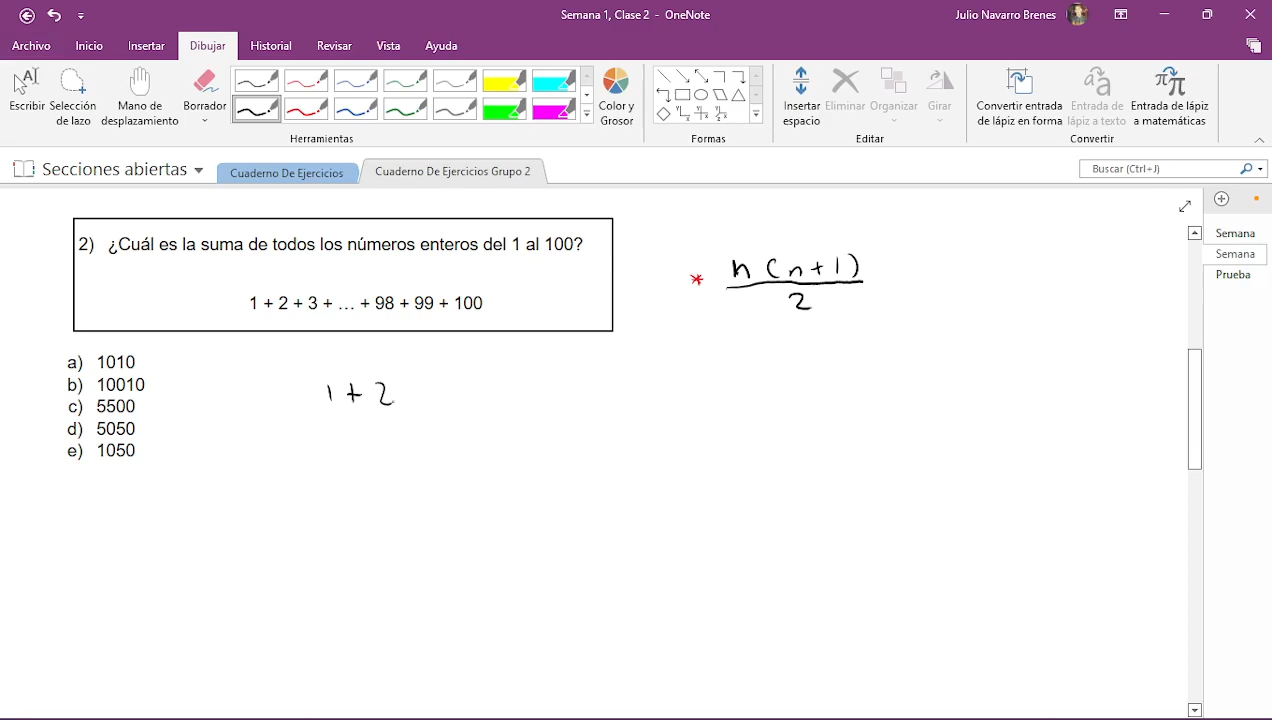 Semana 1, Clase 2 - OneNote
Julio Navarro Brenes
Archivo Inicio Insertar Dibujar Historial Revisar Vista Ayuda
Escribir Selección de lazo Mano de desplazamiento Borrador
Color y Grosor
Insertar espacio Eliminar Organizar Girar
Convertir entrada de lápiz en forma Entrada de lápiz a texto Entrada de lápiz a matemáticas
Herramientas Formas Editar Convertir
Secciones abiertas Cuaderno De Ejercicios Cuaderno De Ejercicios Grupo 2 Buscar (Ctrl+J)
Semana
Semana
Prueba
2) ¿Cuál es la suma de todos los números enteros del 1 al 100?
1 + 2 + 3 + … + 98 + 99 + 100
* n(n+1)
2
a) 1010
b) 10010
c) 5500
d) 5050
e) 1050
1 + 2